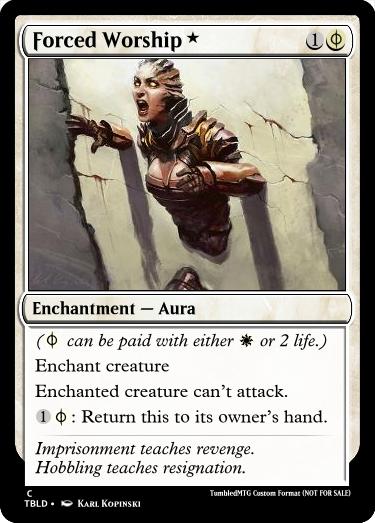 Forced Worship ★ 1
Enchantment — Aura
( can be paid with either or 2 life.)
Enchant creature
Enchanted creature can't attack.
1 : Return this to its owner's hand.
Imprisonment teaches revenge.
Hobbling teaches resignation.
C
TBLD • Karl Kopinski
TumbledMTG Custom Format (NOT FOR SALE)